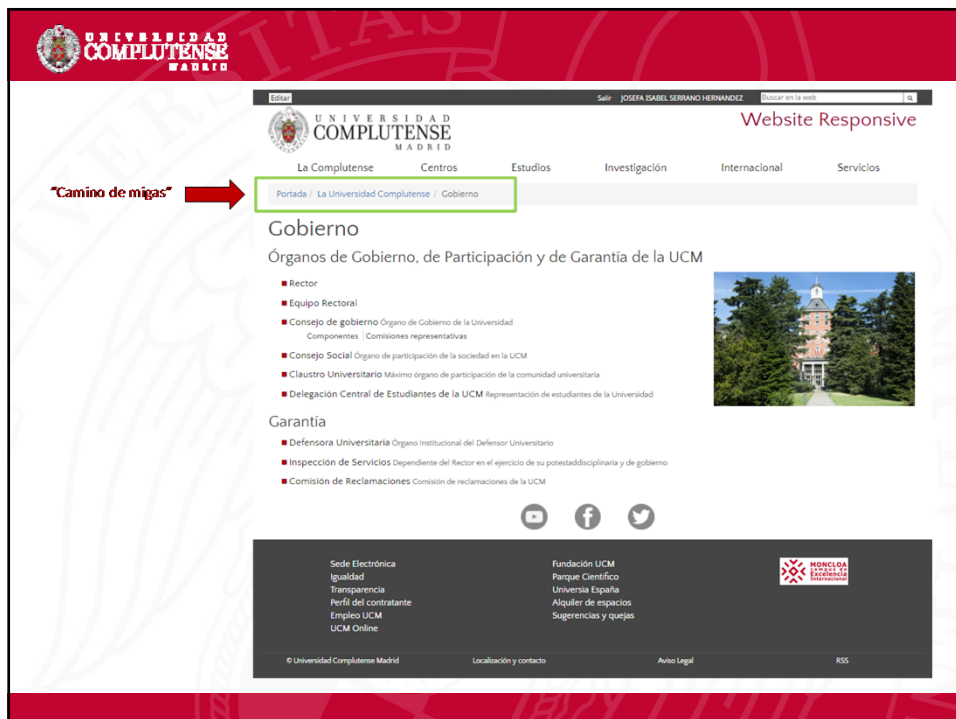 UNIVERSIDAD
COMPLUTENSE
MADRID
Editar
Salir JOSEFA ISABEL SERRANO HERNANDEZ Buscar en la web
UNIVERSIDAD
COMPLUTENSE
MADRID
Website Responsive
La Complutense Centros Estudios Investigación Internacional Servicios
"Camino de migas"
Portada / La Universidad Complutense / Gobierno
Gobierno
Órganos de Gobierno, de Participación y de Garantía de la UCM
Rector
Equipo Rectoral
Consejo de gobierno Órgano de Gobierno de la Universidad
Componentes | Comisiones representativas
Consejo Social Órgano de participación de la sociedad en la UCM
Claustro Universitario Máximo órgano de participación de la comunidad universitaria
Delegación Central de Estudiantes de la UCM Representación de estudiantes de la Universidad
Garantía
Defensora Universitaria Órgano Institucional del Defensor Universitario
Inspección de Servicios Dependiente del Rector en el ejercicio de su potestaddisciplinaria y de gobierno
Comisión de Reclamaciones Comisión de reclamaciones de la UCM
Sede Electrónica
Igualdad
Transparencia
Perfil del contratante
Empleo UCM
UCM Online
Fundación UCM
Parque Científico
Universia España
Alquiler de espacios
Sugerencias y quejas
MONCLOA
campus de
Excelencia
Internacional
© Universidad Complutense Madrid Localización y contacto Aviso Legal RSS